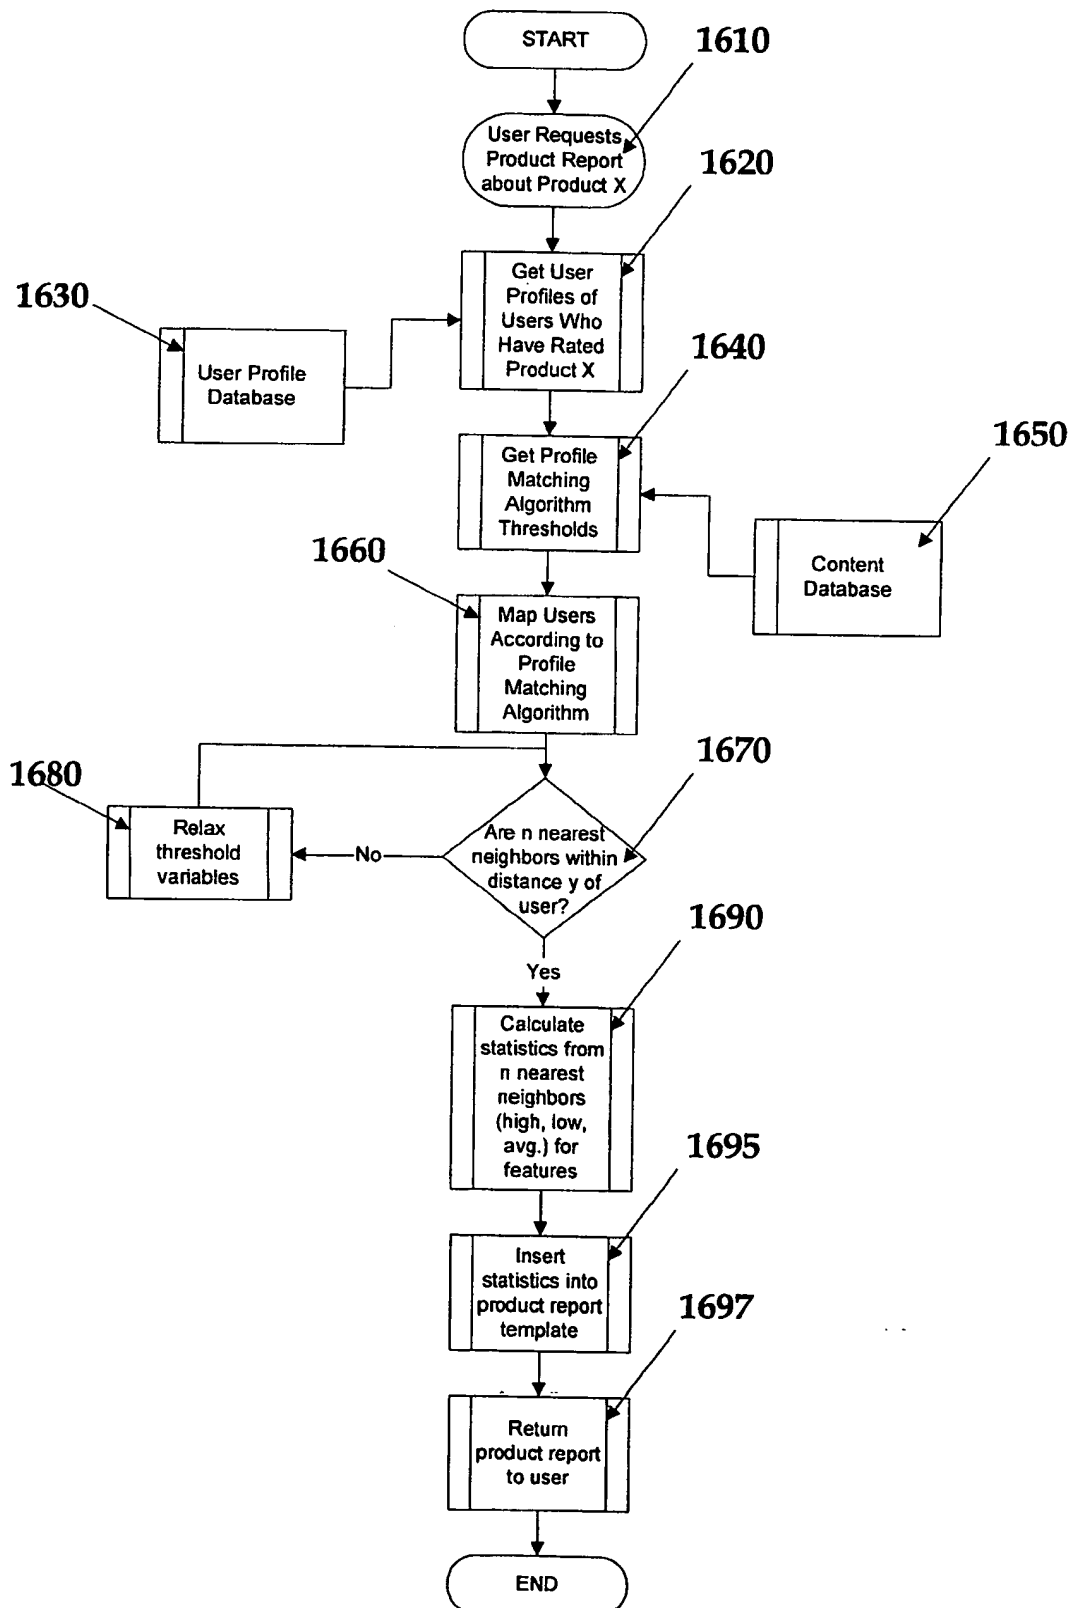 START
1610
User Requests
Product Report
about Product X
1620
Get User
Profiles of
Users Who
Have Rated
Product X
1630
User Profile
Database
1640
Get Profile
Matching
Algorithm
Thresholds
1650
Content
Database
1660
Map Users
According to
Profile
Matching
Algorithm
1670
Are n nearest
neighbors within
distance y of
user?
No
1680
Relax
threshold
variables
Yes
1690
Calculate
statistics from
n nearest
neighbors
(high, low,
avg.) for
features
1695
Insert
statistics into
product report
template
1697
Return
product report
to user
END